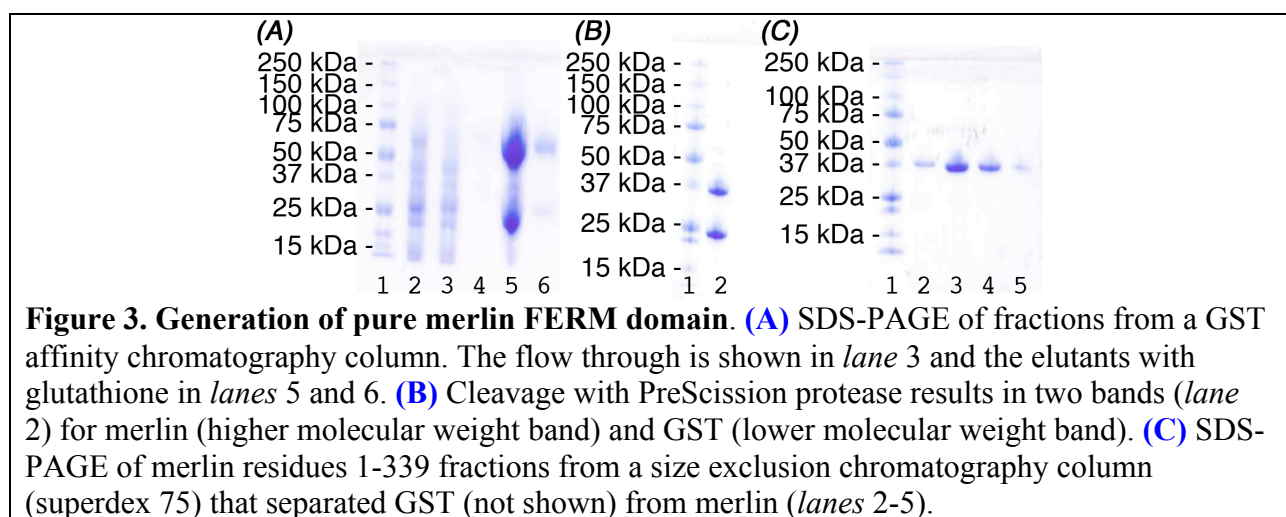 (A) (B) (C)
250 kDa - 250 kDa - 250 kDa -
150 kDa - 150 kDa -
100 kDa - 100 kDa - 100 kDa -
75 kDa - 75 kDa - 75 kDa -
50 kDa - 50 kDa - 50 kDa -
37 kDa - 37 kDa - 37 kDa -
25 kDa - 25 kDa - 25 kDa -
15 kDa - 15 kDa - 15 kDa -
1 2 3 4 5 6 1 2 1 2 3 4 5
Figure 3. Generation of pure merlin FERM domain. (A) SDS-PAGE of fractions from a GST
affinity chromatography column. The flow through is shown in lane 3 and the elutants with
glutathione in lanes 5 and 6. (B) Cleavage with PreScission protease results in two bands (lane
2) for merlin (higher molecular weight band) and GST (lower molecular weight band). (C) SDS-
PAGE of merlin residues 1-339 fractions from a size exclusion chromatography column
(superdex 75) that separated GST (not shown) from merlin (lanes 2-5).